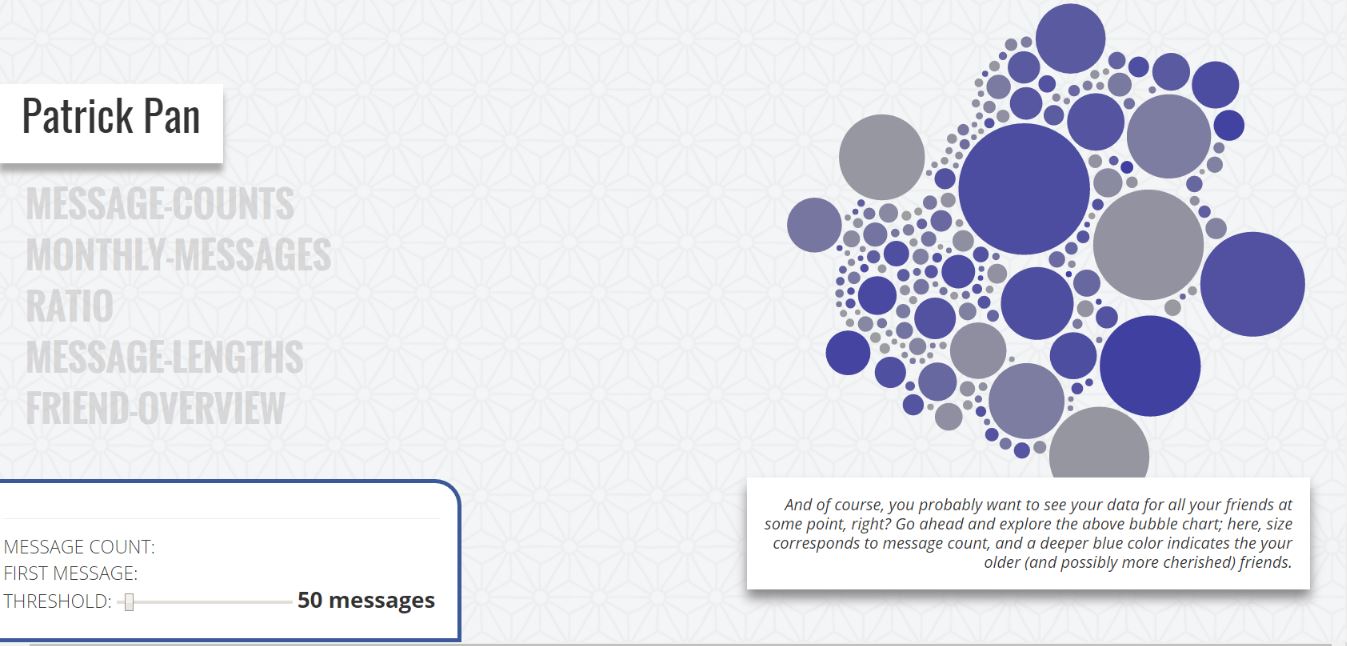 Patrick Pan
MESSAGE-COUNTS
MONTHLY-MESSAGES
RATIO
MESSAGE-LENGTHS
FRIEND-OVERVIEW
MESSAGE COUNT:
FIRST MESSAGE:
THRESHOLD: 50 messages
And of course, you probably want to see your data for all your friends at
some point, right? Go ahead and explore the above bubble chart; here, size
corresponds to message count, and a deeper blue color indicates the your
older (and possibly more cherished) friends.